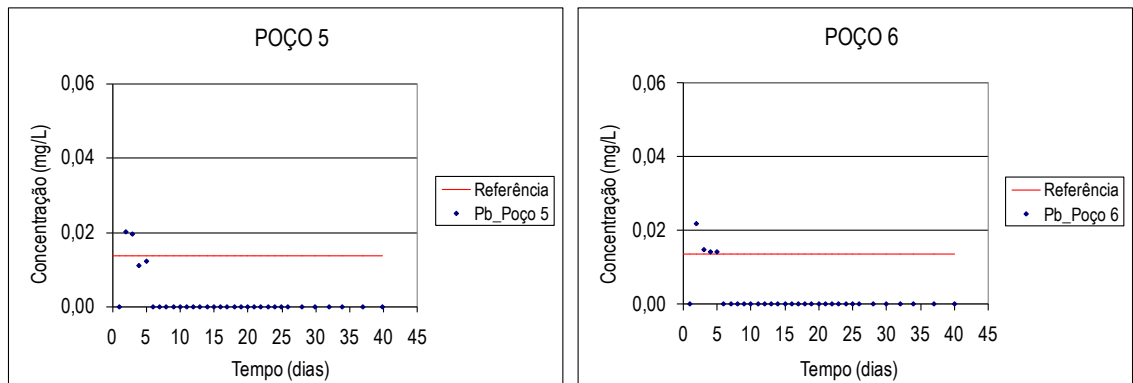 POÇO 5
0,06
0,04
0,02
0,00
0 5 10 15 20 25 30 35 40 45
Tempo (dias)
Concentração (mg/L)
Referência
Pb_Poço 5
POÇO 6
0,06
0,04
0,02
0,00
0 5 10 15 20 25 30 35 40 45
Tempo (dias)
Concentração (mg/L)
Referência
Pb_Poço 6